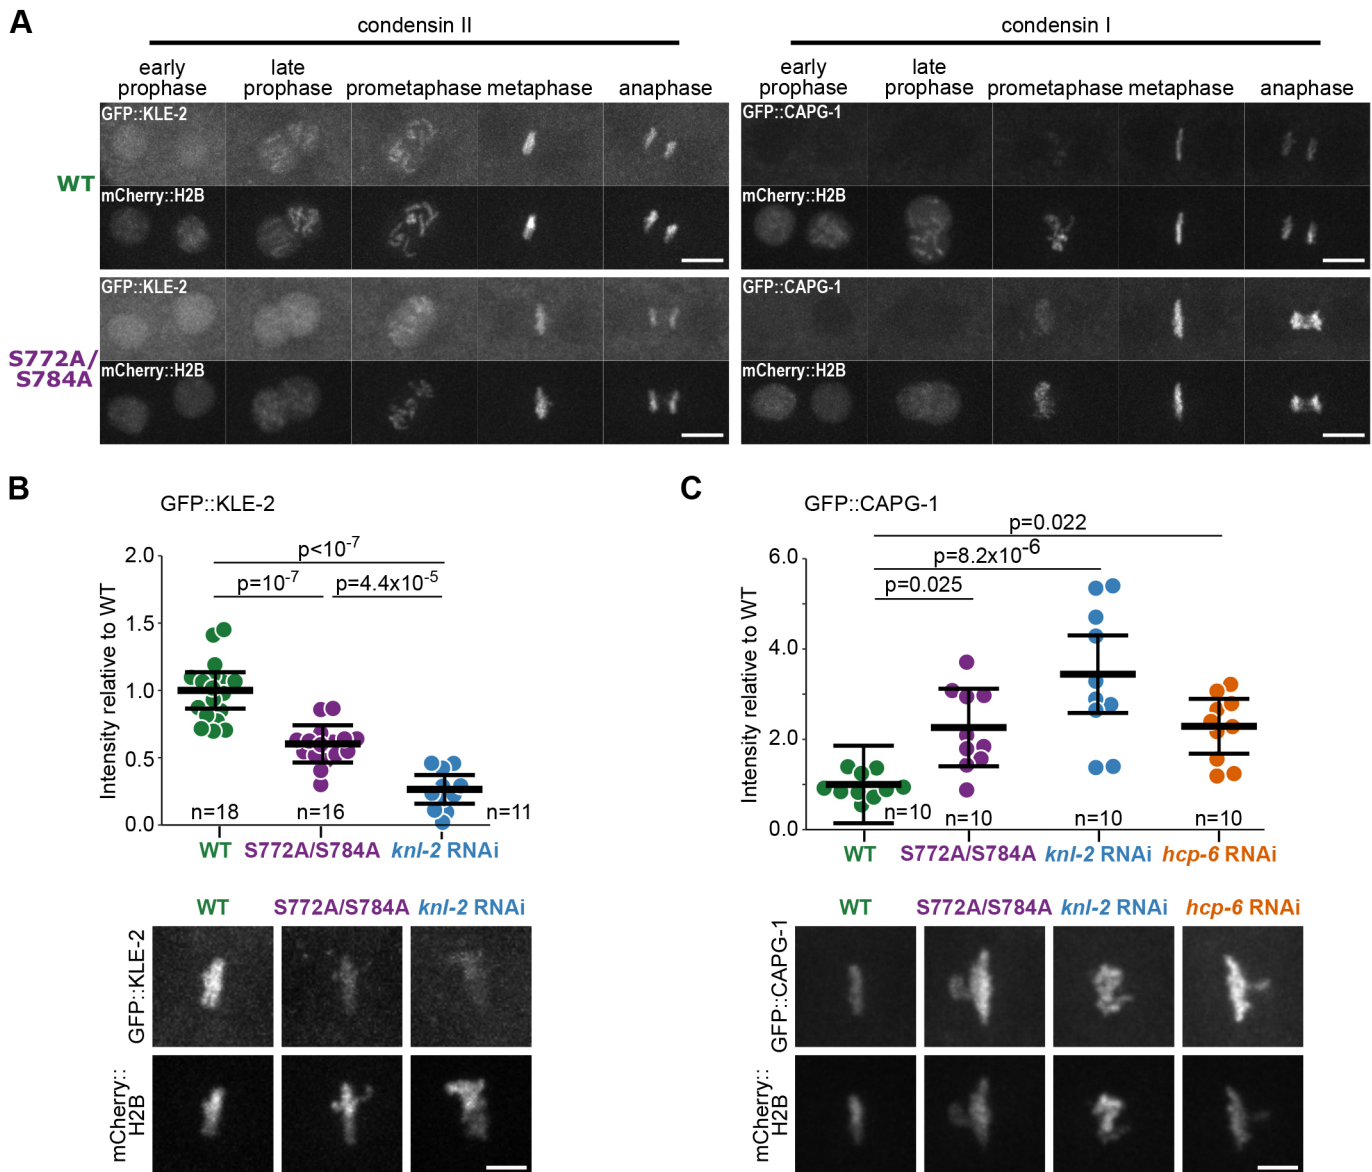 A
condensin II
condensin I
early prophase
late prophase
prometaphase
metaphase
anaphase
early prophase
late prophase
prometaphase
metaphase
anaphase
WT
GFP::KLE-2
GFP::CAPG-1
mCherry::H2B
mCherry::H2B
S772A/
S784A
GFP::KLE-2
GFP::CAPG-1
mCherry::H2B
mCherry::H2B
B
GFP::KLE-2
Intensity relative to WT
2.0
1.5
1.0
0.5
0.0
p<10-7
p=10-7
p=4.4x10-5
n=18
n=16
n=11
WT
S772A/S784A
knl-2 RNAi
WT
S772A/S784A
knl-2 RNAi
GFP::KLE-2
mCherry::
H2B
C
GFP::CAPG-1
Intensity relative to WT
6.0
4.0
2.0
0.0
p=0.022
p=8.2x10-6
p=0.025
n=10
n=10
n=10
n=10
WT
S772A/S784A
knl-2 RNAi
hcp-6 RNAi
WT
S772A/S784A
knl-2 RNAi
hcp-6 RNAi
GFP::CAPG-1
mCherry::
H2B